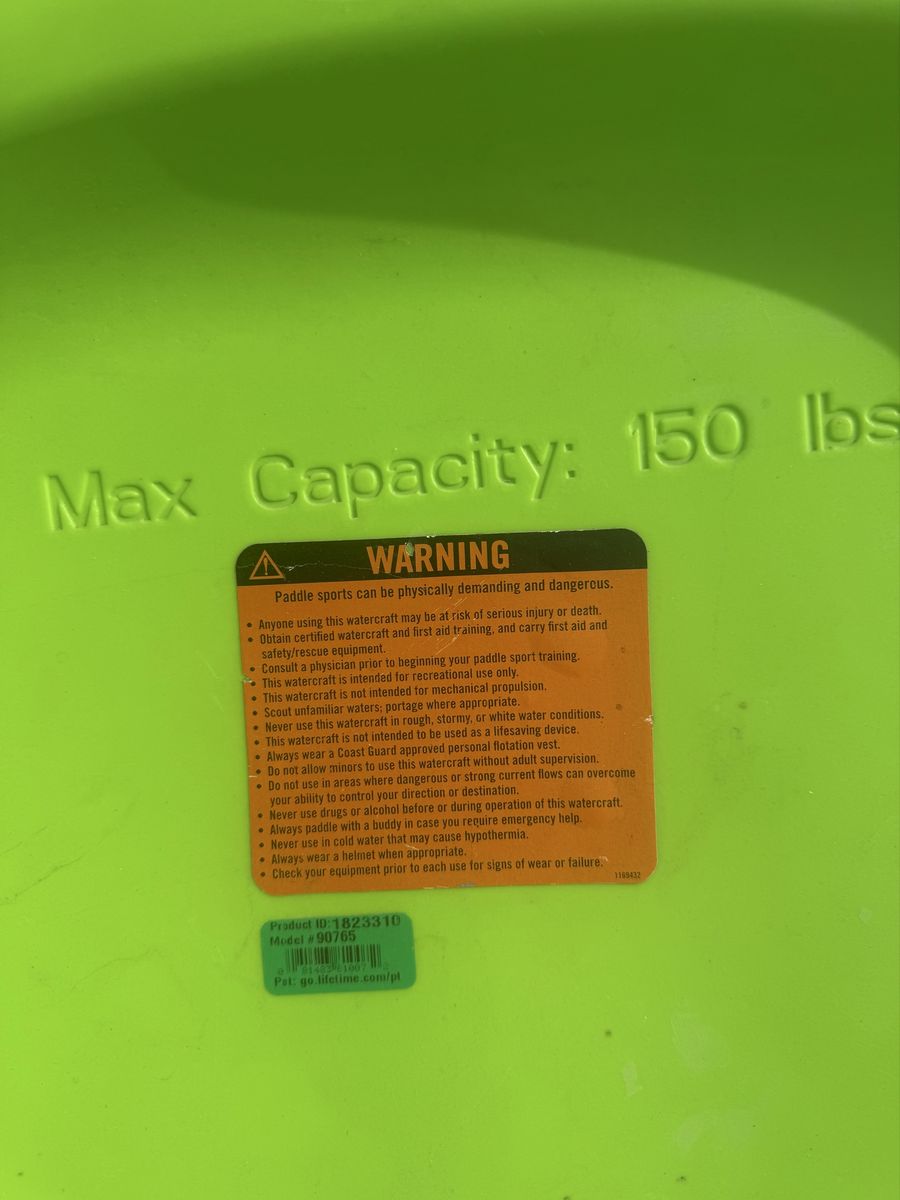 Max Capacity: 150 lbs
WARNING
Paddle sports can be physically demanding and dangerous.
• Anyone using this watercraft may be at risk of serious injury or death.
• Obtain certified watercraft and first aid training, and carry first aid and
safety/rescue equipment.
• Consult a physician prior to beginning your paddle sport training.
• This watercraft is intended for recreational use only.
• This watercraft is not intended for mechanical propulsion.
• Scout unfamiliar waters; portage where appropriate.
• Never use this watercraft in rough, stormy, or white water conditions.
• This watercraft is not intended to be used as a lifesaving device.
• Always wear a Coast Guard approved personal flotation vest.
• Do not allow minors to use this watercraft without adult supervision.
• Do not use in areas where dangerous or strong current flows can overcome
your ability to control your direction or destination.
• Never use drugs or alcohol before or during operation of this watercraft.
• Always paddle with a buddy in case you require emergency help.
• Never use in cold water that may cause hypothermia.
• Always wear a helmet when appropriate.
• Check your equipment prior to each use for signs of wear or failure.
1169432
Product ID:1823310
Model #90765
Pat: go.lifetime.com/pt